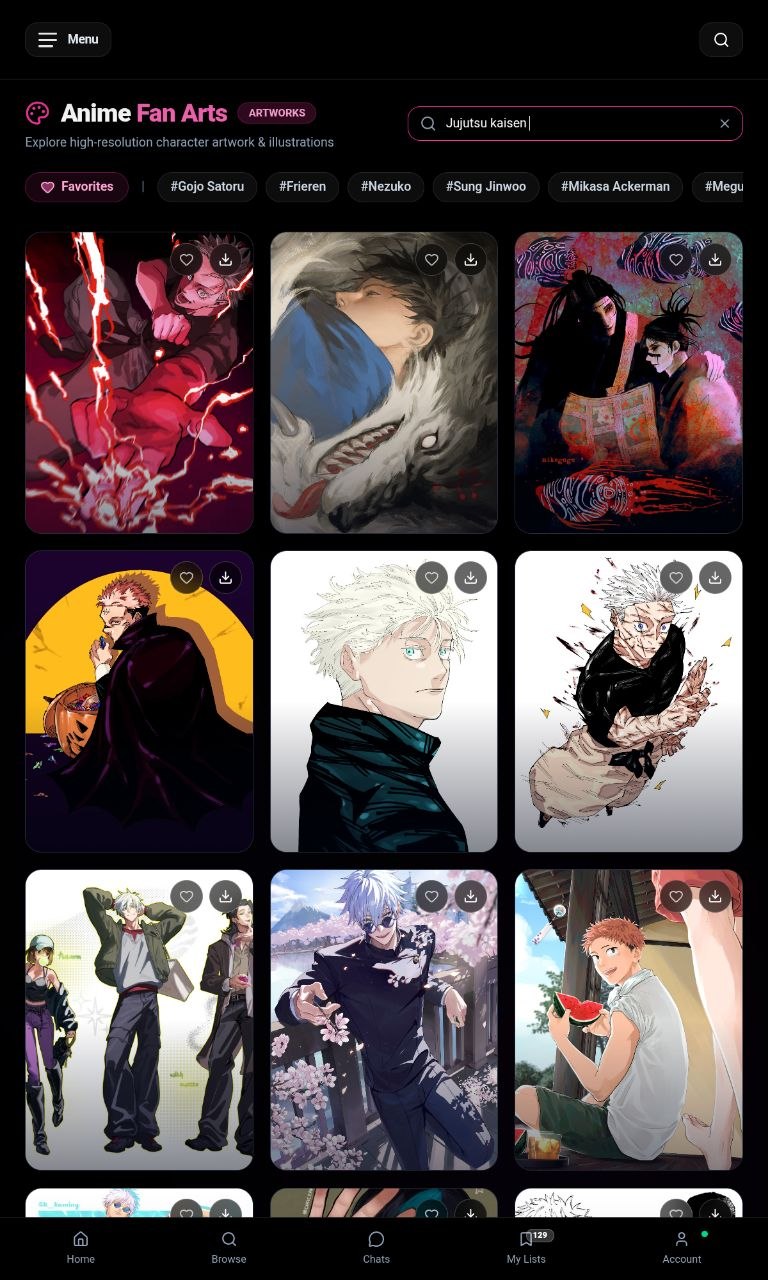 Menu
Anime Fan Arts
ARTWORKS
Explore high-resolution character artwork & illustrations
Jujutsu kaisen
Favorites
#Gojo Satoru
#Frieren
#Nezuko
#Sung Jinwoo
#Mikasa Ackerman
#Megu
Home
Browse
Chats
129
My Lists
Account